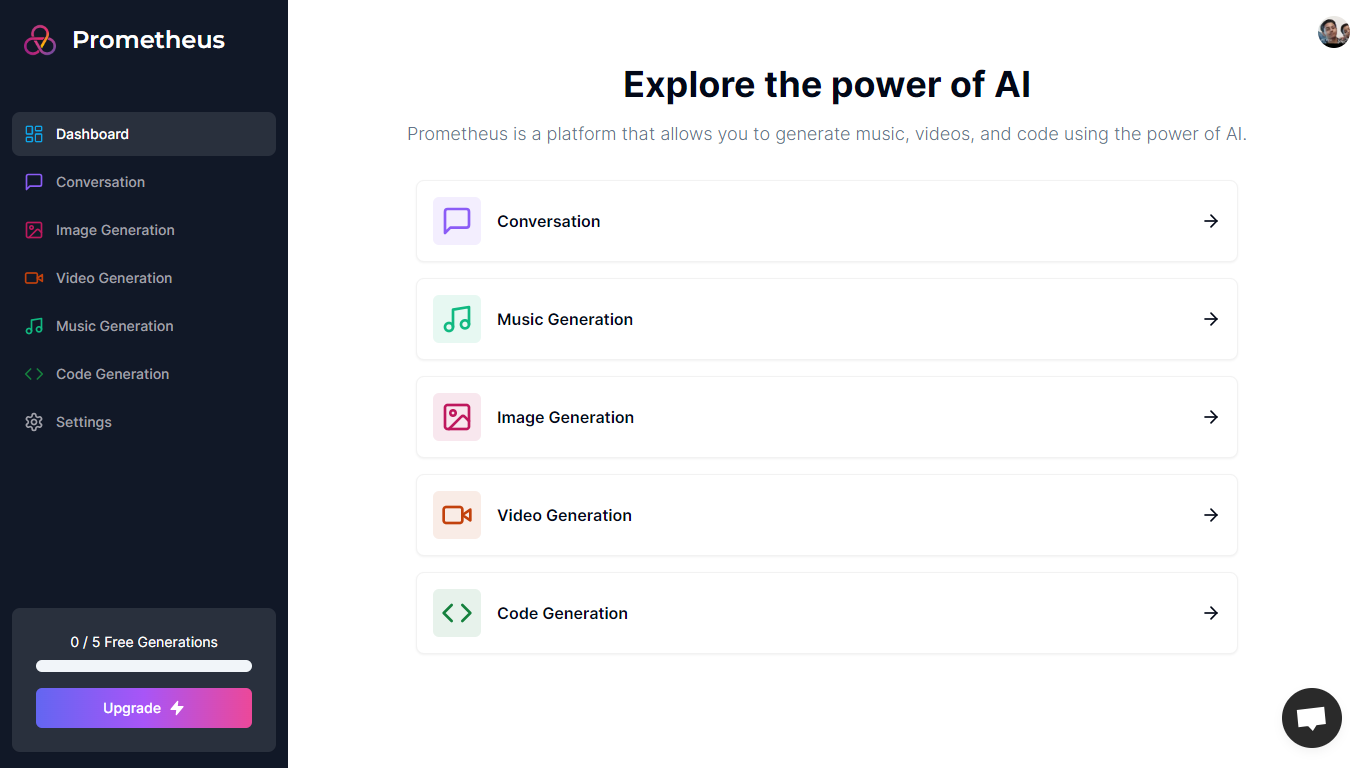 Prometheus
Dashboard
Conversation
Image Generation
Video Generation
Music Generation
Code Generation
Settings
0 / 5 Free Generations
Upgrade
Explore the power of AI
Prometheus is a platform that allows you to generate music, videos, and code using the power of AI.
Conversation
Music Generation
Image Generation
Video Generation
Code Generation